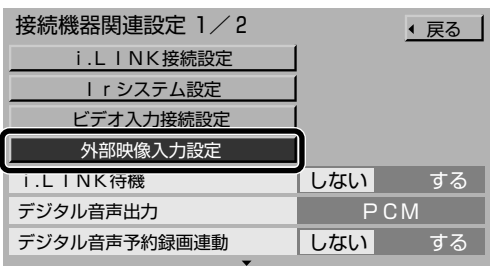 接続機器関連設定 1／2
戻る
i.LINK接続設定
Irシステム設定
ビデオ入力接続設定
外部映像入力設定
i.LINK待機 しない する
デジタル音声出力 PCM
デジタル音声予約録画連動 しない する